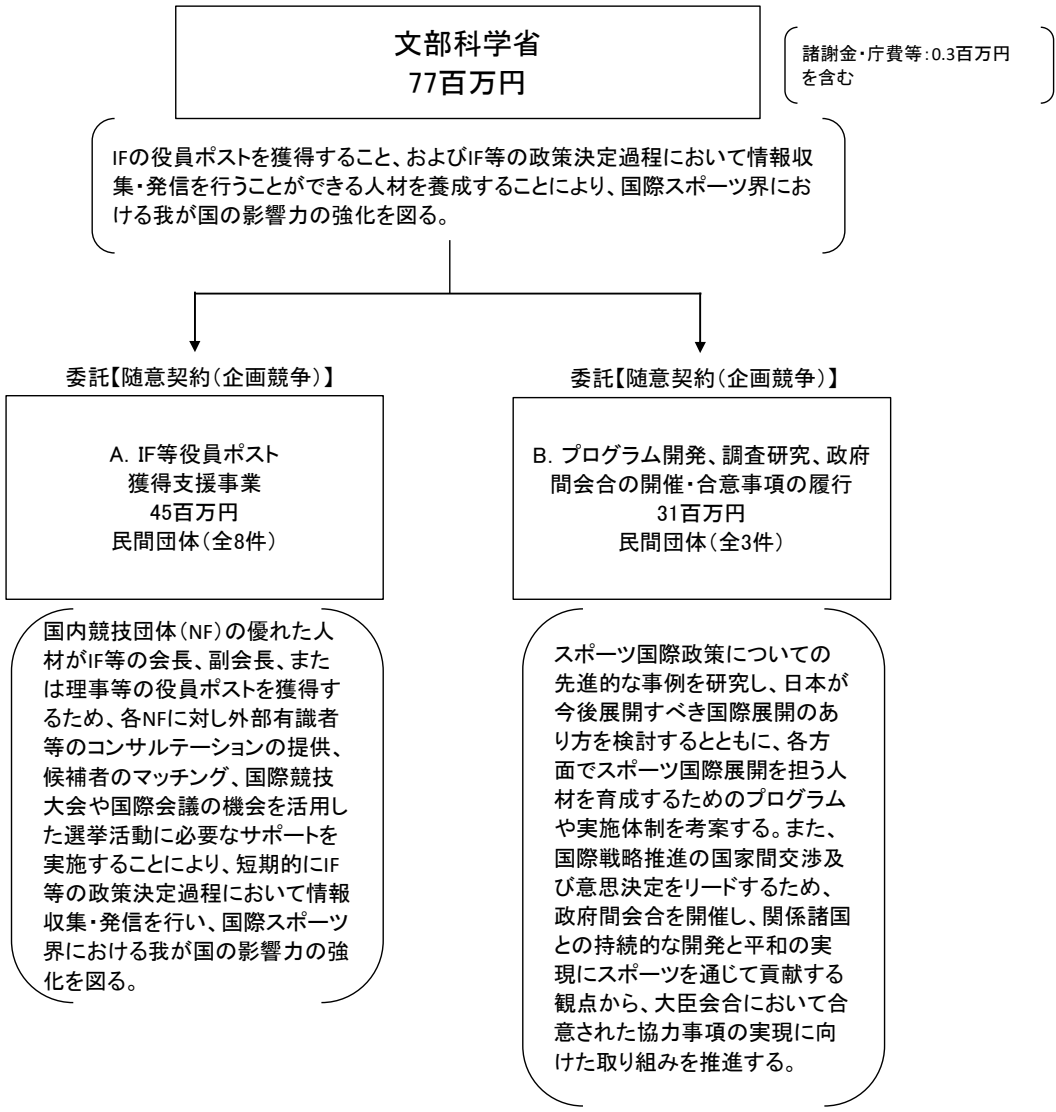 文部科学省
77百万円
諸謝金・庁費等:0.3百万円
を含む
IFの役員ポストを獲得すること、およびIF等の政策決定過程において情報収
集・発信を行うことができる人材を養成することにより、国際スポーツ界にお
ける我が国の影響力の強化を図る。
委託【随意契約(企画競争)】
A. IF等役員ポスト
獲得支援事業
45百万円
民間団体(全8件)
国内競技団体(NF)の優れた人
材がIF等の会長、副会長、また
は理事等の役員ポストを獲得す
るため、各NFに対し外部有識者
等のコンサルテーションの提供、
候補者のマッチング、国際競技
大会や国際会議の機会を活用し
た選挙活動に必要なサポートを
実施することにより、短期的にIF
等の政策決定過程において情報
収集・発信を行い、国際スポーツ
界における我が国の影響力の強
化を図る。
委託【随意契約(企画競争)】
B. プログラム開発、調査研究、政府
間会合の開催・合意事項の履行
31百万円
民間団体(全3件)
スポーツ国際政策についての
先進的な事例を研究し、日本が
今後展開すべき国際展開のあ
り方を検討するとともに、各方
面でスポーツ国際展開を担う人
材を育成するためのプログラム
や実施体制を考案する。また、
国際戦略推進の国家間交渉及
び意思決定をリードするため、
政府間会合を開催し、関係諸国
との持続的な開発と平和の実
現にスポーツを通じて貢献する
観点から、大臣会合において合
意された協力事項の実現に向
けた取り組みを推進する。